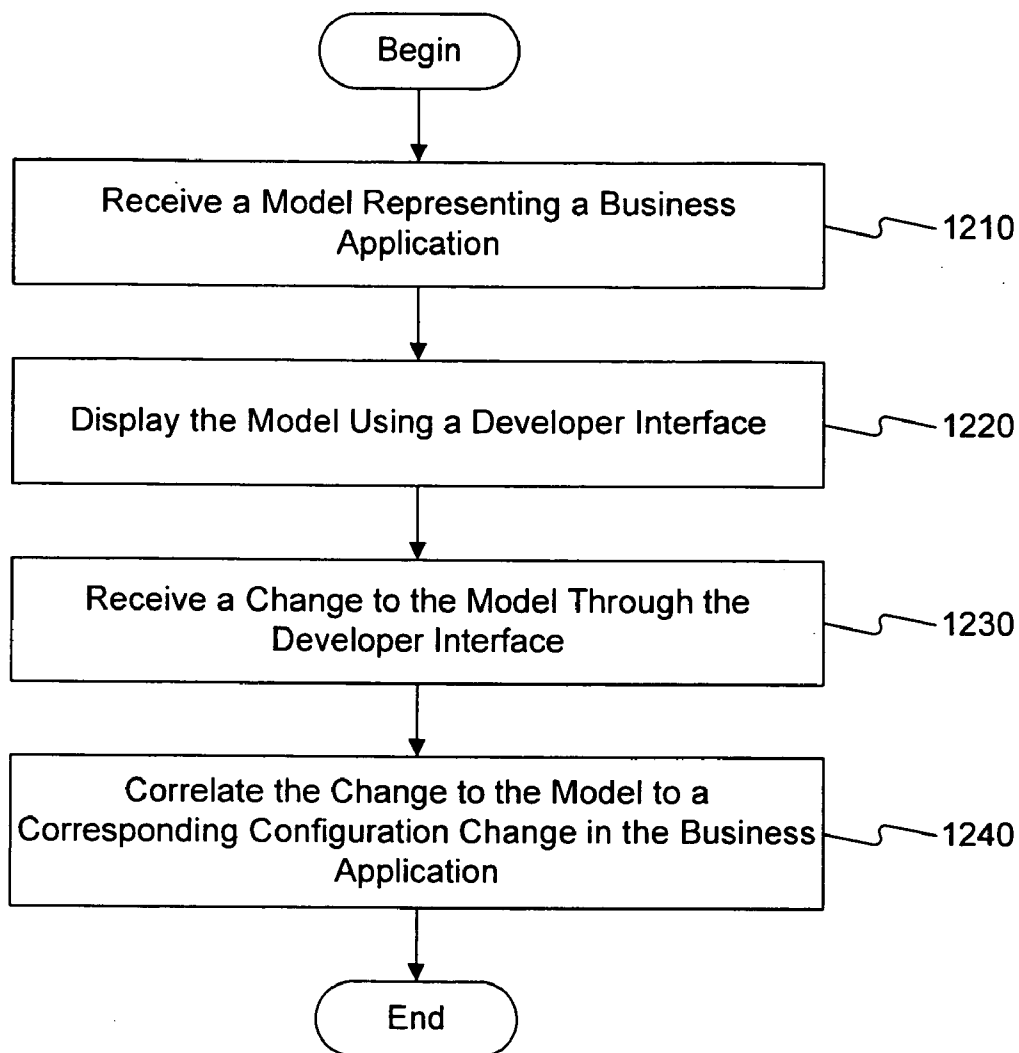 Begin
Receive a Model Representing a Business
Application
1210
Display the Model Using a Developer Interface
1220
Receive a Change to the Model Through the
Developer Interface
1230
Correlate the Change to the Model to a
Corresponding Configuration Change in the Business
Application
1240
End